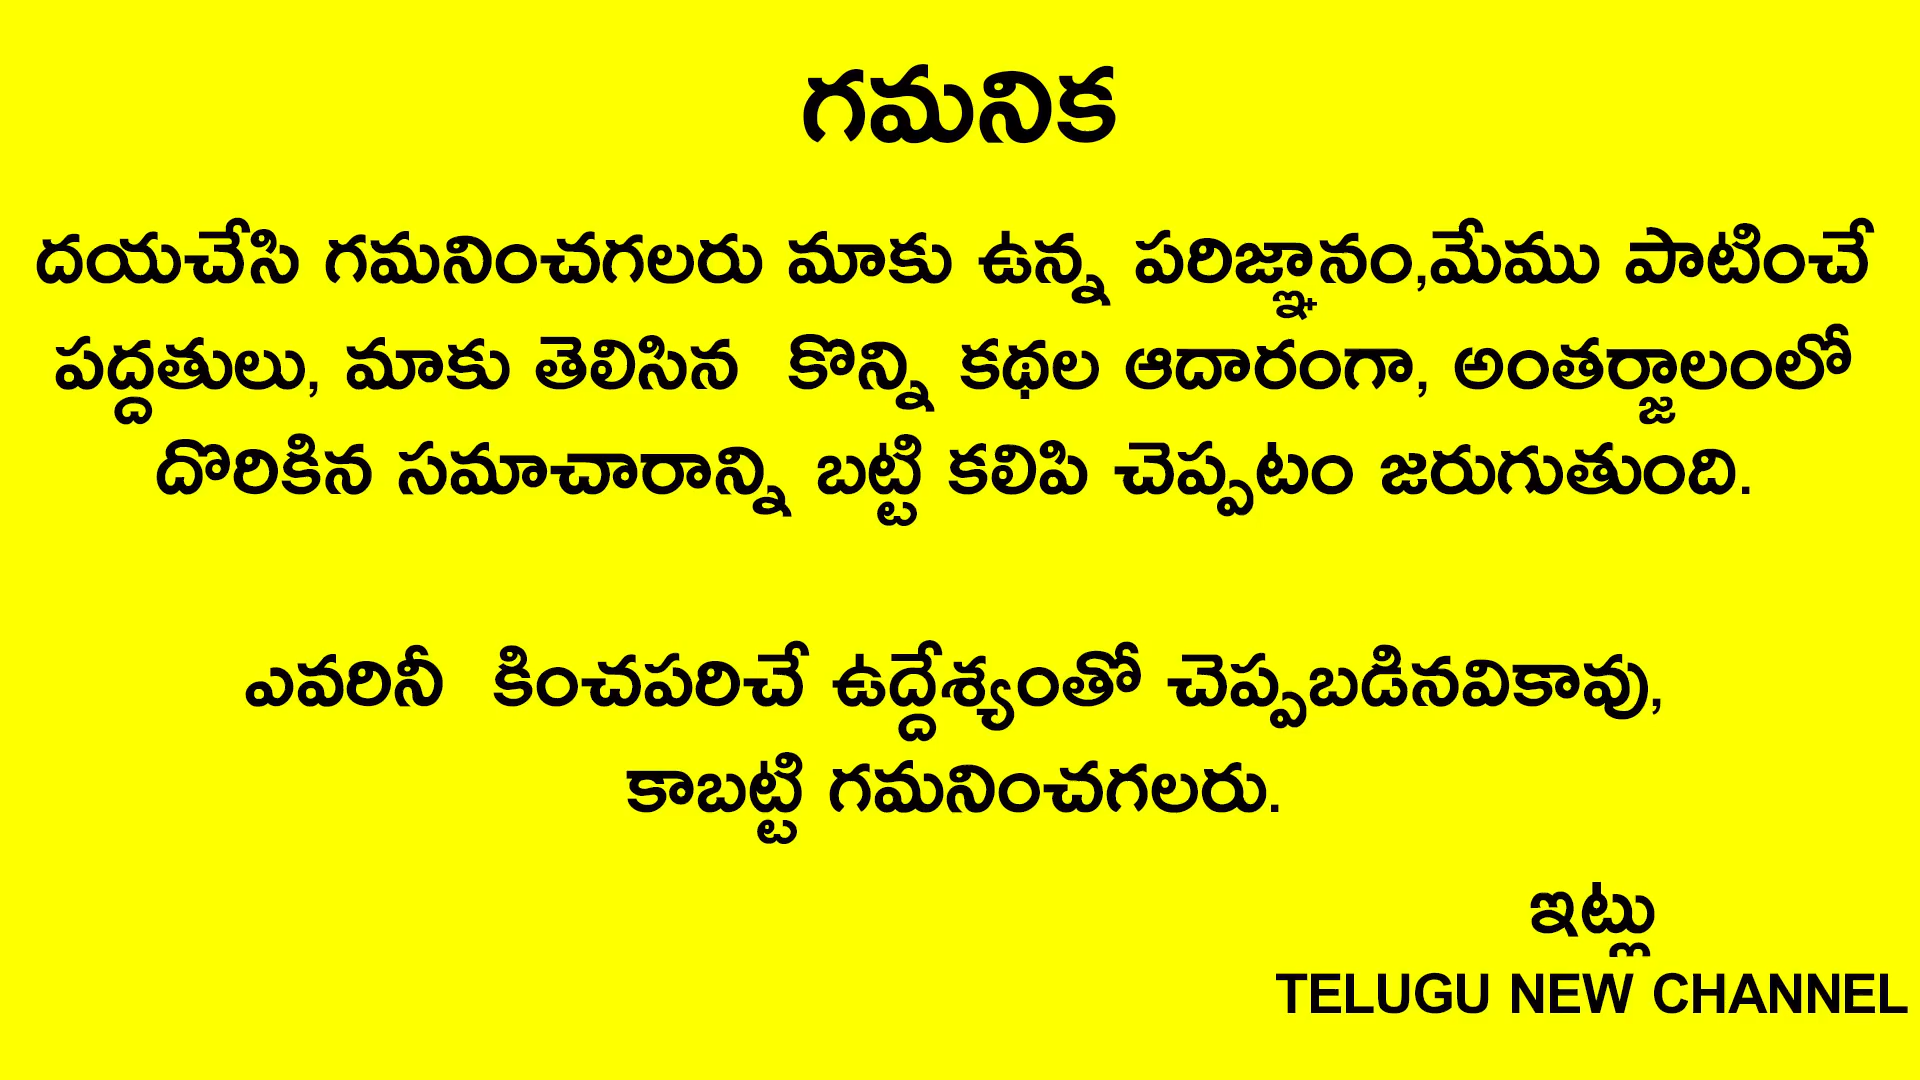 గమనిక
దయచేసి గమనించగలరు మాకు ఉన్న పరిజ్ఞానం,మేము పాటించే
పద్దతులు, మాకు తెలిసిన కొన్ని కథల ఆదారంగా, అంతర్జాలంలో
దొరికిన సమాచారాన్ని బట్టి కలిపి చెప్పటం జరుగుతుంది.
ఎవరినీ కించపరిచే ఉద్దేశ్యంతో చెప్పబడినవికావు,
కాబట్టి గమనించగలరు.
ఇట్లు
TELUGU NEW CHANNEL